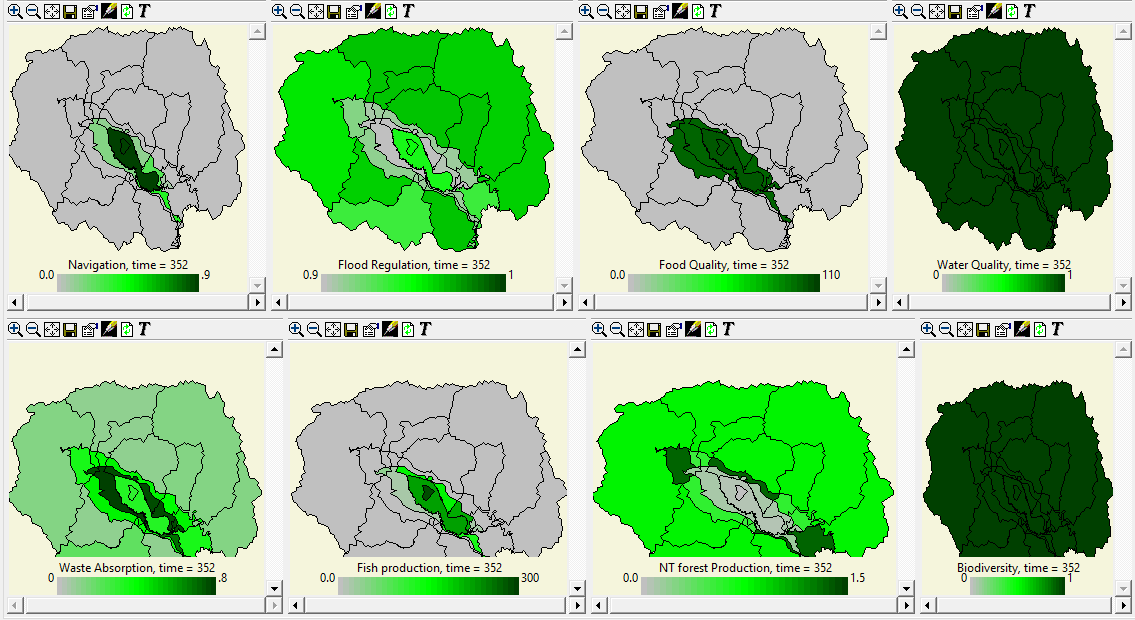 T T T T
Navigation, time = 352 Flood Regulation, time = 352 Food Quality, time = 352 Water Quality, time = 352
0.0 .9 0.9 1 0.0 110 0 1
T T T T
Waste Absorption, time = 352 Fish production, time = 352 NT forest Production, time = 352 Biodiversity, time = 352
0 .8 0.0 300 0.0 1.5 0 1